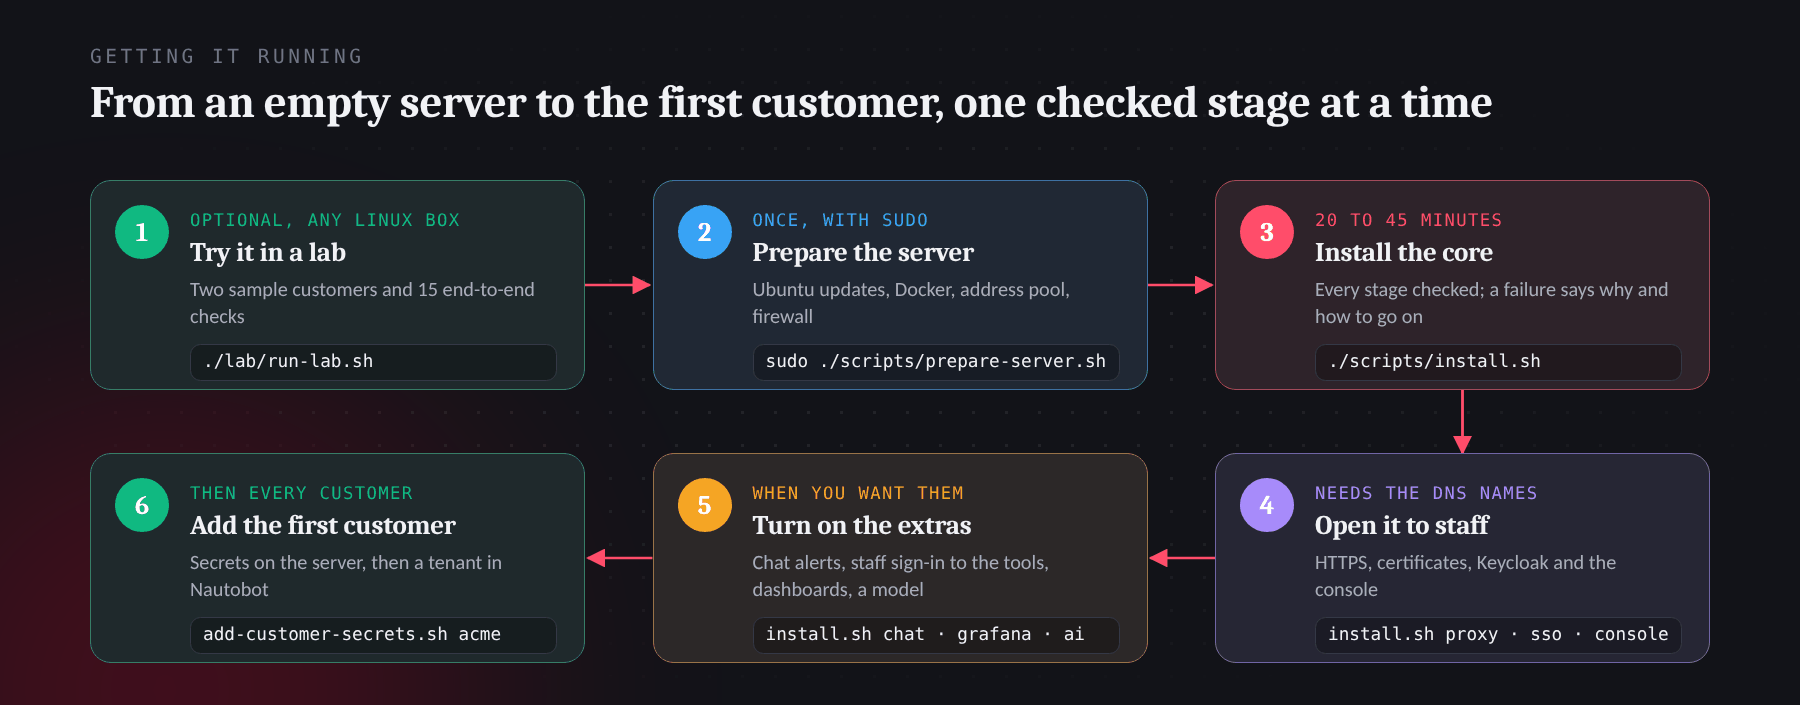 GETTING IT RUNNING
From an empty server to the first customer, one checked stage at a time
1
OPTIONAL, ANY LINUX BOX
Try it in a lab
Two sample customers and 15 end-to-end
checks
./lab/run-lab.sh
2
ONCE, WITH SUDO
Prepare the server
Ubuntu updates, Docker, address pool,
firewall
sudo ./scripts/prepare-server.sh
3
20 TO 45 MINUTES
Install the core
Every stage checked; a failure says why and
how to go on
./scripts/install.sh
4
NEEDS THE DNS NAMES
Open it to staff
HTTPS, certificates, Keycloak and the
console
install.sh proxy · sso · console
5
WHEN YOU WANT THEM
Turn on the extras
Chat alerts, staff sign-in to the tools,
dashboards, a model
install.sh chat · grafana · ai
6
THEN EVERY CUSTOMER
Add the first customer
Secrets on the server, then a tenant in
Nautobot
add-customer-secrets.sh acme